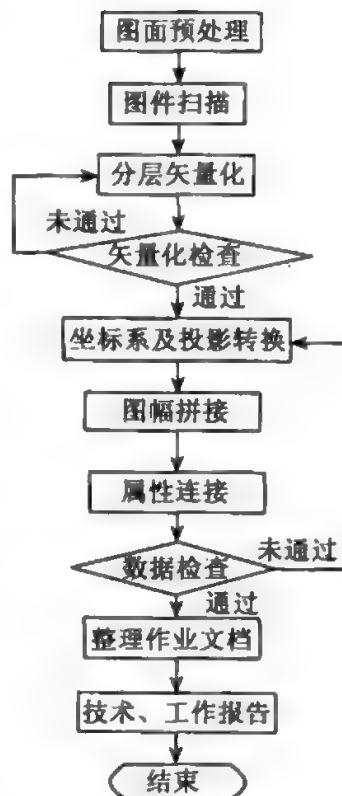 图面预处理
图件扫描
分层矢量化
未通过
矢量化检查
通过
坐标系及投影转换
图幅拼接
属性连接
未通过
数据检查
通过
整理作业文档
技术、工作报告
结束